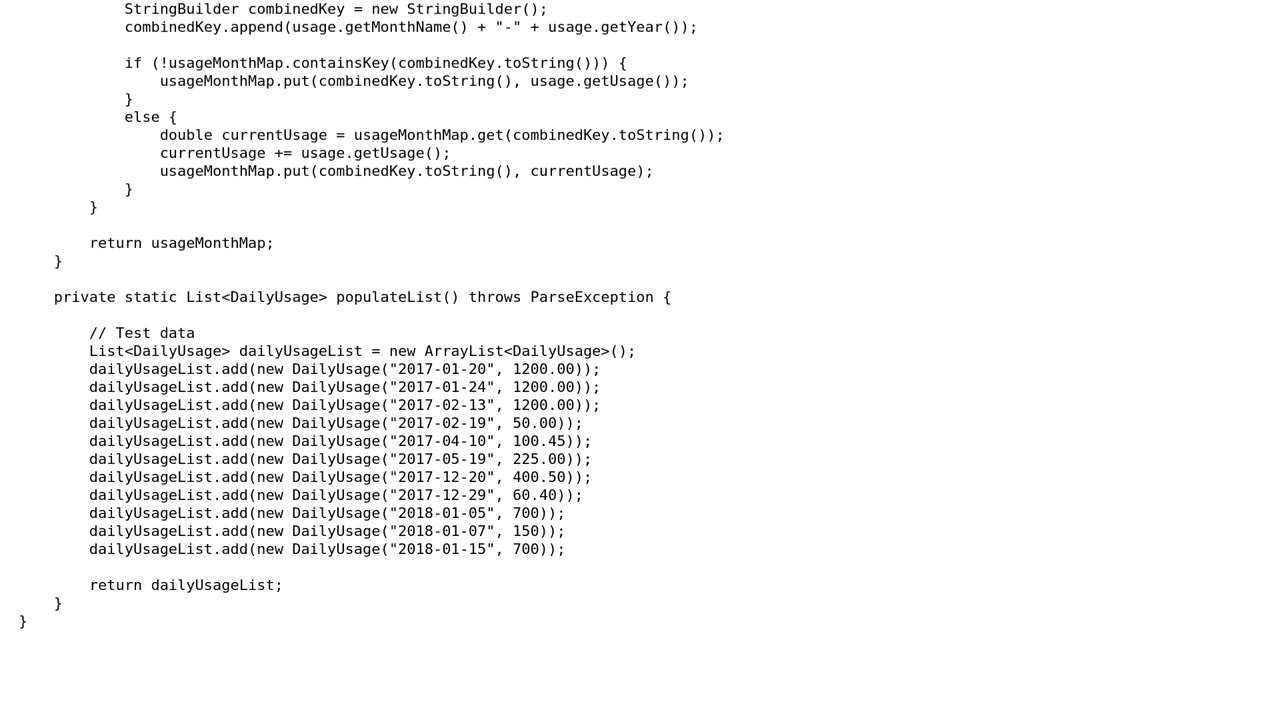 StringBuilder combinedKey = new StringBuilder();
            combinedKey.append(usage.getMonthName() + "-" + usage.getYear());

            if (!usageMonthMap.containsKey(combinedKey.toString())) {
                usageMonthMap.put(combinedKey.toString(), usage.getUsage());
            }
            else {
                double currentUsage = usageMonthMap.get(combinedKey.toString());
                currentUsage += usage.getUsage();
                usageMonthMap.put(combinedKey.toString(), currentUsage);
            }
        }

        return usageMonthMap;
    }

    private static List<DailyUsage> populateList() throws ParseException {

        // Test data
        List<DailyUsage> dailyUsageList = new ArrayList<DailyUsage>();
        dailyUsageList.add(new DailyUsage("2017-01-20", 1200.00));
        dailyUsageList.add(new DailyUsage("2017-01-24", 1200.00));
        dailyUsageList.add(new DailyUsage("2017-02-13", 1200.00));
        dailyUsageList.add(new DailyUsage("2017-02-19", 50.00));
        dailyUsageList.add(new DailyUsage("2017-04-10", 100.45));
        dailyUsageList.add(new DailyUsage("2017-05-19", 225.00));
        dailyUsageList.add(new DailyUsage("2017-12-20", 400.50));
        dailyUsageList.add(new DailyUsage("2017-12-29", 60.40));
        dailyUsageList.add(new DailyUsage("2018-01-05", 700));
        dailyUsageList.add(new DailyUsage("2018-01-07", 150));
        dailyUsageList.add(new DailyUsage("2018-01-15", 700));

        return dailyUsageList;
    }
}